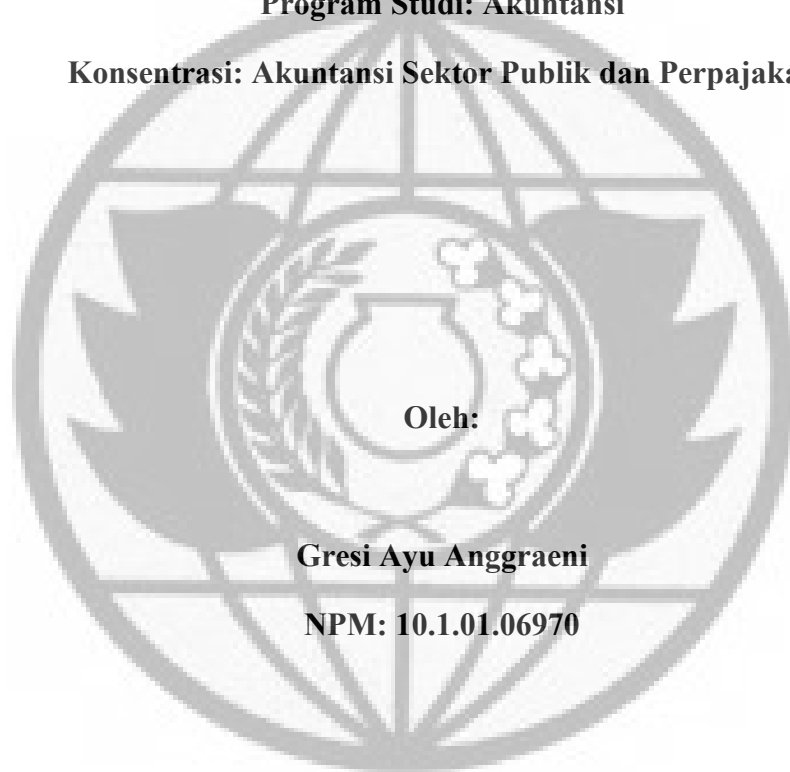 Program Studi: Akuntansi
Konsentrasi: Akuntansi Sektor Publik dan Perpajaka
Oleh:
Gresi Ayu Anggraeni
NPM: 10.1.01.06970